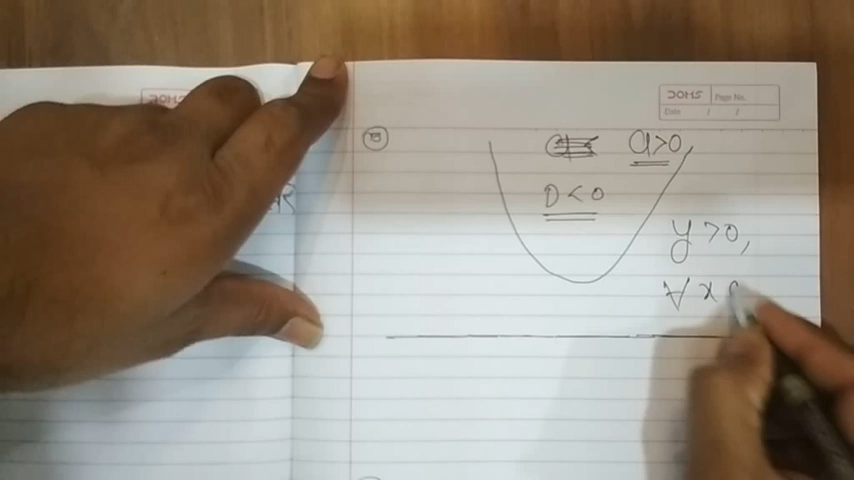 DOMS Page No.
Date / /
a>0
D<0
y>0,
∀ x